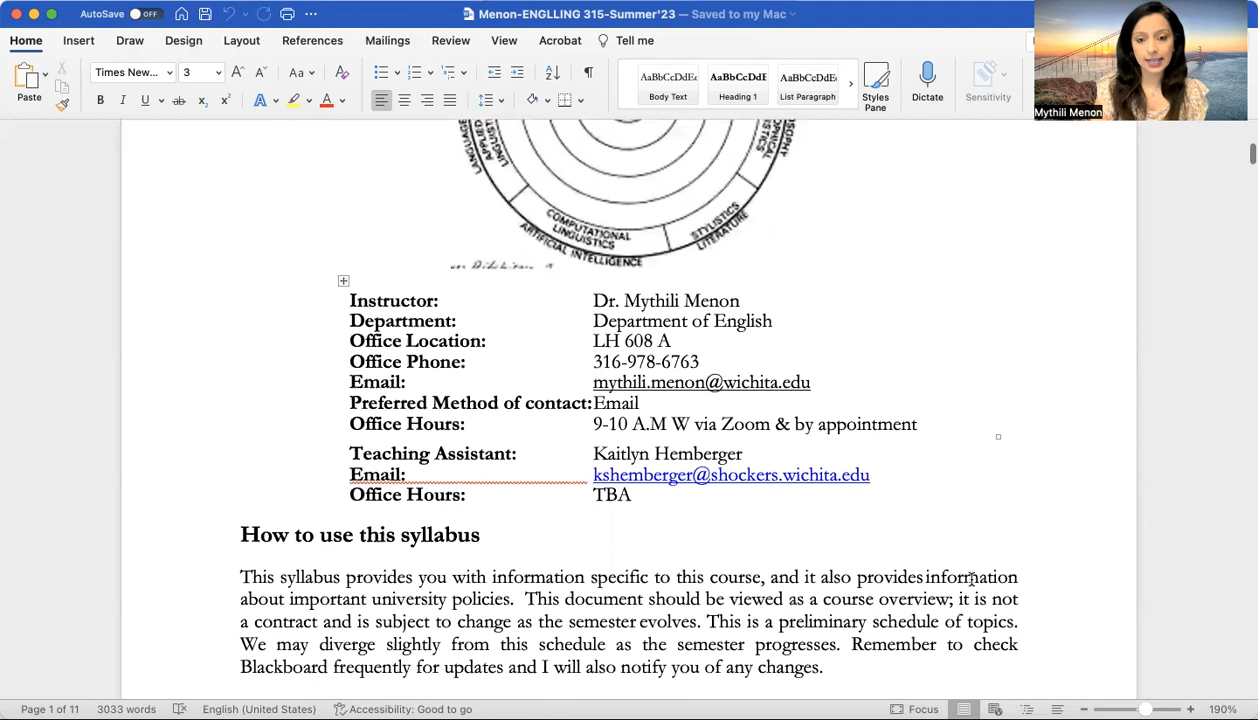 AutoSave OFF
Menon-ENGLLING 315-Summer'23 — Saved to my Mac
Home Insert Draw Design Layout References Mailings Review View Acrobat Tell me
Paste
Times New... 3
Aa
B I U ab x₂ x² A A
AaBbCcDdEe AaBbCcDdE AaBbCcDdEe
Body Text Heading 1 List Paragraph
Styles Pane
Dictate
Sensitivity
Mythili Menon
APPLIED
COMPUTATIONAL LINGUISTICS
ARTIFICIAL INTELLIGENCE
STYLISTICS
LITERATURE
Instructor: Dr. Mythili Menon
Department: Department of English
Office Location: LH 608 A
Office Phone: 316-978-6763
Email: mythili.menon@wichita.edu
Preferred Method of contact: Email
Office Hours: 9-10 A.M W via Zoom & by appointment
Teaching Assistant: Kaitlyn Hemberger
Email: kshemberger@shockers.wichita.edu
Office Hours: TBA
How to use this syllabus
This syllabus provides you with information specific to this course, and it also provides information
about important university policies. This document should be viewed as a course overview; it is not
a contract and is subject to change as the semester evolves. This is a preliminary schedule of topics.
We may diverge slightly from this schedule as the semester progresses. Remember to check
Blackboard frequently for updates and I will also notify you of any changes.
Page 1 of 11 3033 words English (United States) Accessibility: Good to go Focus 190%